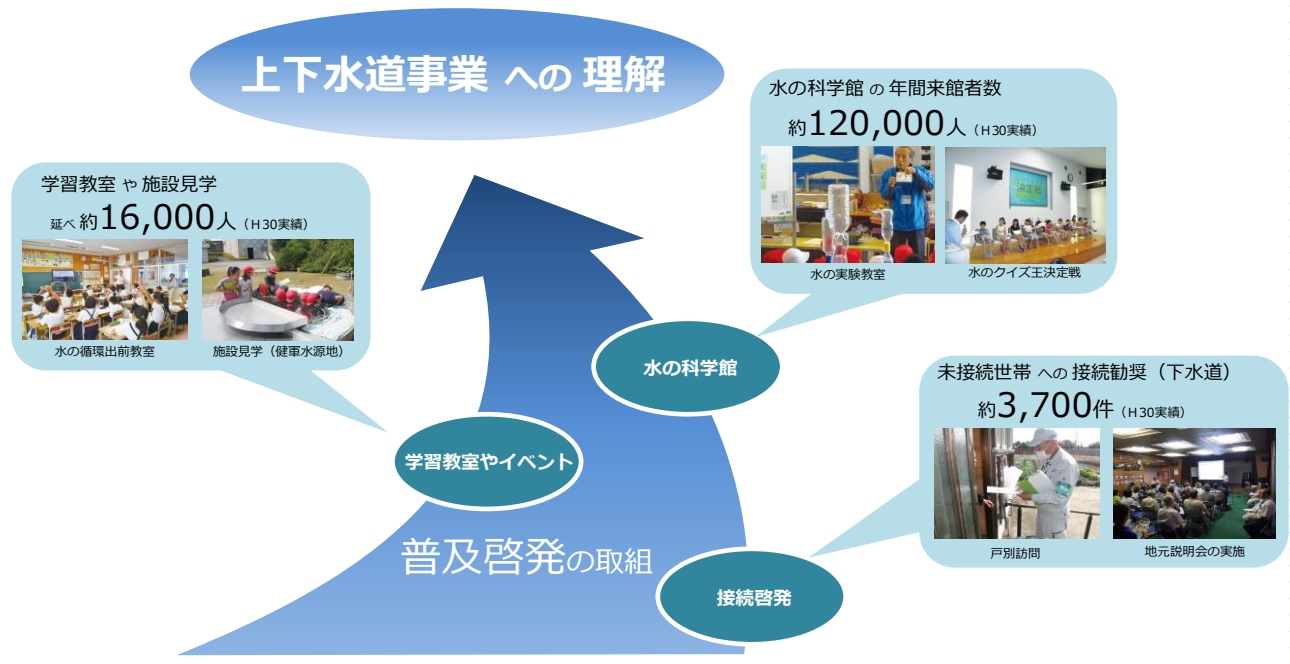 上下水道事業 への 理解
水の科学館 の 年間来館者数
約120,000人 (H30実績)
水の実験教室
水のクイズ王決定戦
学習教室 や 施設見学
延べ 約16,000人 (H30実績)
水の循環出前教室
施設見学（健軍水源地）
水の科学館
未接続世帯 への 接続勧奨（下水道）
約3,700件 (H30実績)
戸別訪問
地元説明会の実施
学習教室やイベント
普及啓発の取組
接続啓発